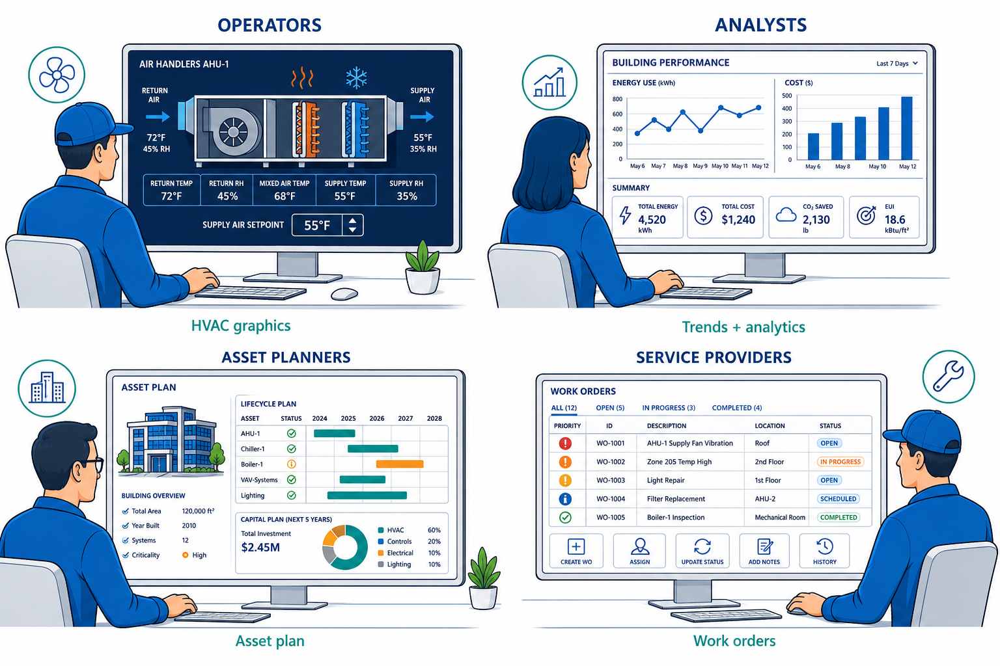 OPERATORS
AIR HANDLERS AHU-1
RETURN
AIR
72°F
45% RH
SUPPLY
AIR
55°F
35% RH
RETURN TEMP
72°F
RETURN RH
45%
MIXED AIR TEMP
68°F
SUPPLY TEMP
55°F
SUPPLY RH
35%
SUPPLY AIR SETPOINT
55°F
HVAC graphics
ANALYSTS
BUILDING PERFORMANCE
Last 7 Days
ENERGY USE (kWh)
800
600
400
200
0
May 6 May 7 May 8 May 9 May 10 May 11 May 12
COST ($)
500
400
300
200
100
0
May 6 May 8 May 10 May 12
SUMMARY
TOTAL ENERGY
4,520
kWh
TOTAL COST
$1,240
CO₂ SAVED
2,130
lb
EUI
18.6
kBtu/ft²
Trends + analytics
ASSET PLANNERS
ASSET PLAN
BUILDING OVERVIEW
Total Area 120,000 ft²
Year Built 2010
Systems 12
Criticality High
LIFECYCLE PLAN
ASSET STATUS 2024 2025 2026 2027 2028
AHU-1
Chiller-1
Boiler-1
VAV-Systems
Lighting
CAPITAL PLAN (NEXT 5 YEARS)
Total Investment
$2.45M
HVAC 60%
Controls 20%
Electrical 10%
Lighting 10%
Asset plan
SERVICE PROVIDERS
WORK ORDERS
ALL (12) OPEN (5) IN PROGRESS (3) COMPLETED (4)
PRIORITY ID DESCRIPTION LOCATION STATUS
WO-1001 AHU-1 Supply Fan Vibration Roof OPEN
WO-1002 Zone 205 Temp High 2nd Floor IN PROGRESS
WO-1003 Light Repair 1st Floor OPEN
WO-1004 Filter Replacement AHU-2 SCHEDULED
WO-1005 Boiler-1 Inspection Mechanical Room COMPLETED
CREATE WO
ASSIGN
UPDATE STATUS
ADD NOTES
HISTORY
Work orders